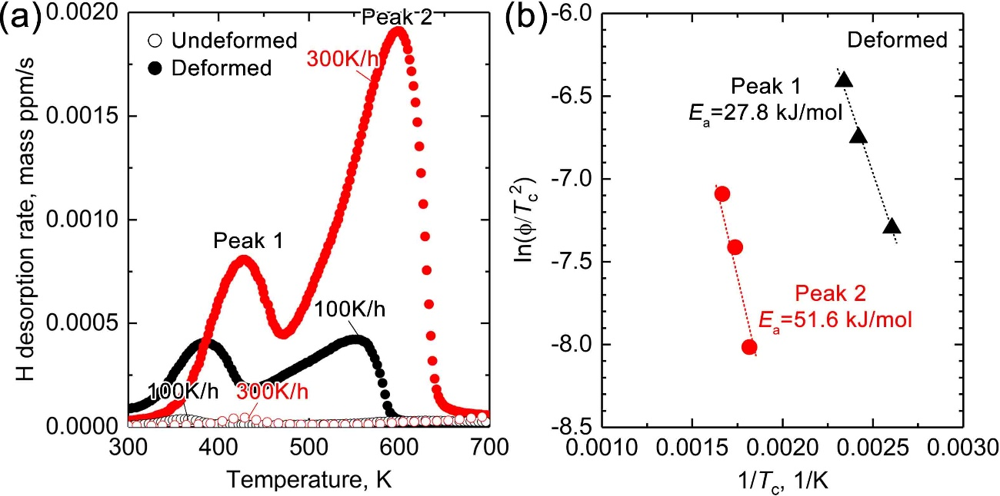 (a)
H desorption rate, mass ppm/s
0.0020
0.0015
0.0010
0.0005
0.0000
Undeformed
Deformed
Peak 2
300K/h
Peak 1
100K/h
100K/h
300K/h
300 400 500 600 700
Temperature, K
(b)
ln(ϕ/Tc²)
-6.0
-6.5
-7.0
-7.5
-8.0
-8.5
Deformed
Peak 1
Ea=27.8 kJ/mol
Peak 2
Ea=51.6 kJ/mol
0.0010 0.0015 0.0020 0.0025 0.0030
1/Tc, 1/K